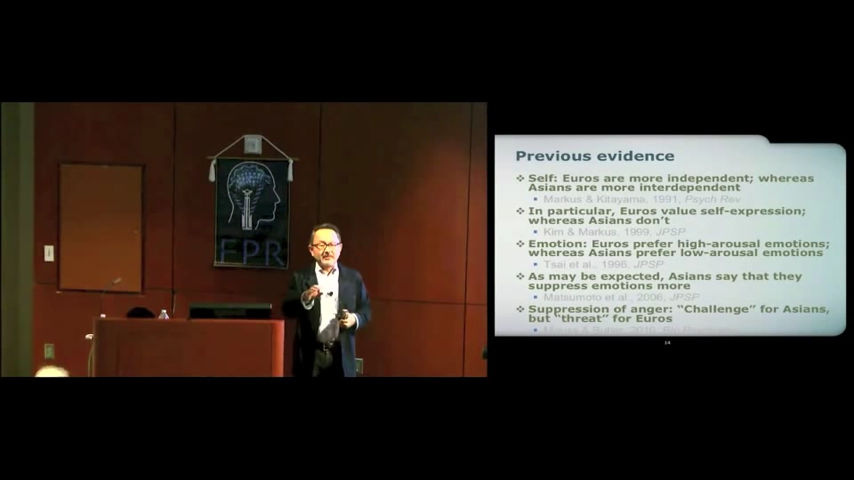 FPR
Previous evidence
❖ Self: Euros are more independent; whereas
Asians are more interdependent
▪ Markus & Kitayama, 1991, Psych Rev
❖ In particular, Euros value self-expression;
whereas Asians don't
▪ Kim & Markus, 1999, JPSP
❖ Emotion: Euros prefer high-arousal emotions;
whereas Asians prefer low-arousal emotions
▪ Tsai et al., 1996, JPSP
❖ As may be expected, Asians say that they
suppress emotions more
▪ Matsumoto et al., 2006, JPSP
❖ Suppression of anger: "Challenge" for Asians,
but "threat" for Euros
14